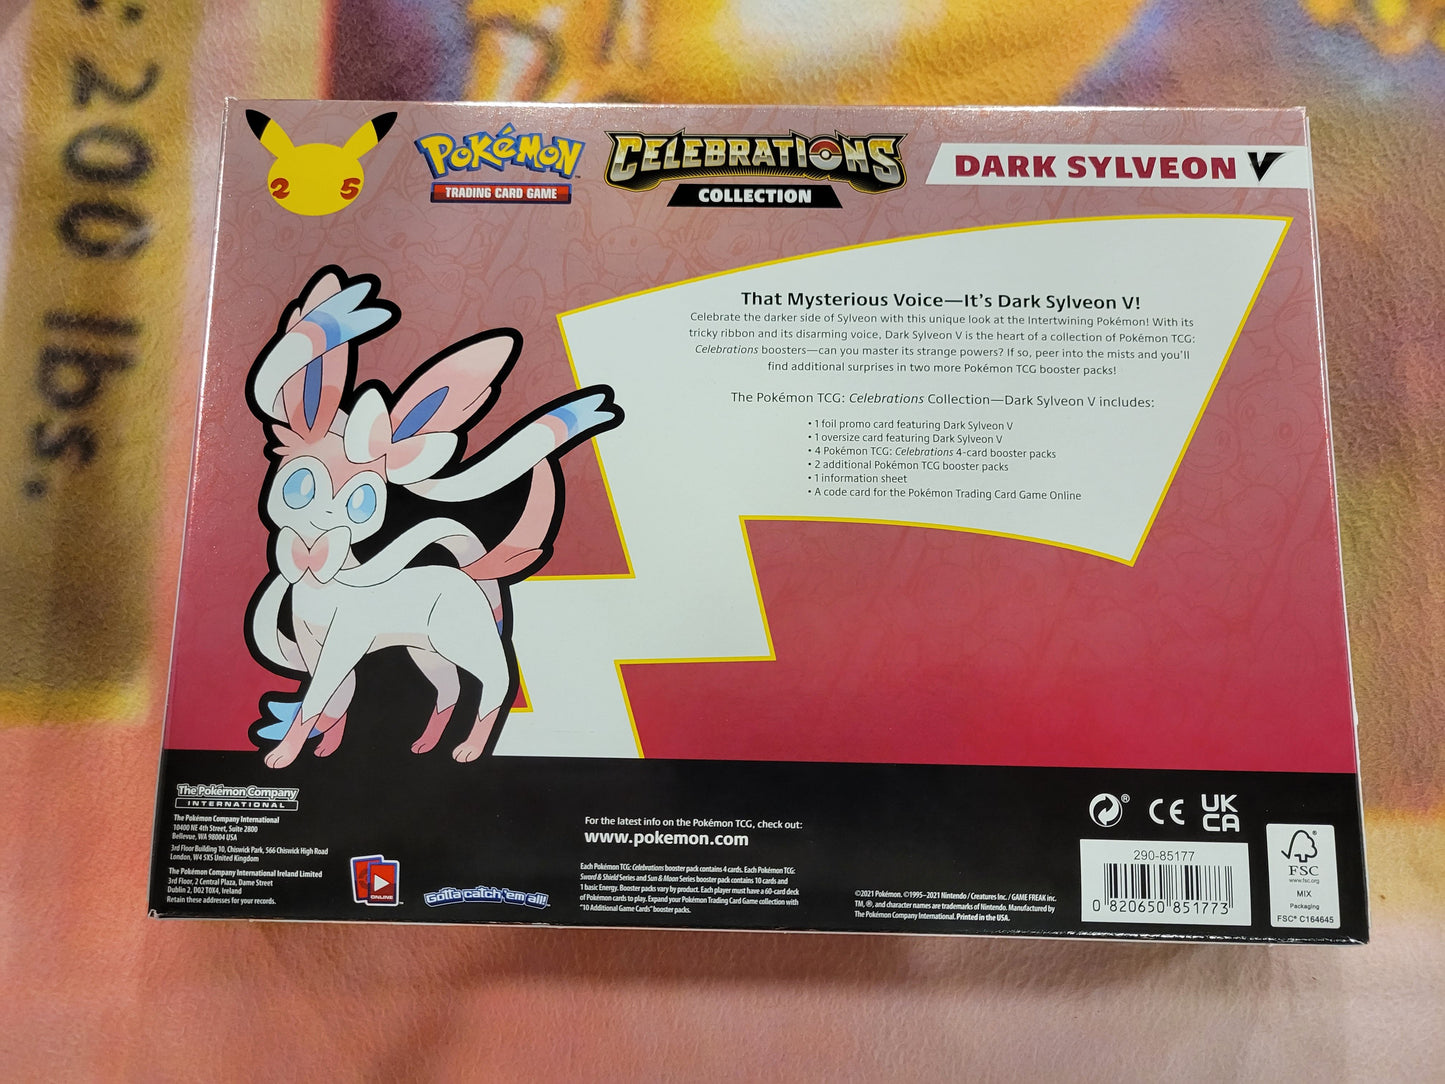 : 200 lbs.
25
POKéMON
TRADING CARD GAME
CELEBRATIONS
COLLECTION
DARK SYLVEON V
That Mysterious Voice—It's Dark Sylveon V!
Celebrate the darker side of Sylveon with this unique look at the Intertwining Pokémon! With its
tricky ribbon and its disarming voice, Dark Sylveon V is the heart of a collection of Pokémon TCG:
Celebrations boosters—can you master its strange powers? If so, peer into the mists and you'll
find additional surprises in two more Pokémon TCG booster packs!
The Pokémon TCG: Celebrations Collection—Dark Sylveon V includes:
• 1 foil promo card featuring Dark Sylveon V
• 1 oversize card featuring Dark Sylveon V
• 4 Pokémon TCG: Celebrations 4-card booster packs
• 2 additional Pokémon TCG booster packs
• 1 information sheet
• A code card for the Pokémon Trading Card Game Online
The Pokémon Company
INTERNATIONAL
The Pokémon Company International
10400 NE 4th Street, Suite 2800
Bellevue, WA 98004 USA
3rd Floor Building 10, Chiswick Park, 566 Chiswick High Road
London, W4 5XS United Kingdom
The Pokémon Company International Ireland Limited
3rd Floor, 2 Central Plaza, Dame Street
Dublin 2, D02 T0X4, Ireland
Retain these addresses for your records.
ONLINE
Gotta catch 'em all!
For the latest info on the Pokémon TCG, check out:
www.pokemon.com
Each Pokémon TCG: Celebrations booster pack contains 4 cards. Each Pokémon TCG:
Sword & Shield Series and Sun & Moon Series booster pack contains 10 cards and
1 basic Energy. Booster packs vary by product. Each player must have a 60-card deck
of Pokémon cards to play. Expand your Pokémon Trading Card Game collection with
"10 Additional Game Cards" booster packs.
©2021 Pokémon. ©1995–2021 Nintendo / Creatures Inc. / GAME FREAK inc.
TM, ®, and character names are trademarks of Nintendo. Manufactured by
The Pokémon Company International. Printed in the USA.
®
CE
UK
CA
290-85177
0 820650 851773
FSC
www.fsc.org
MIX
Packaging
FSC® C164645